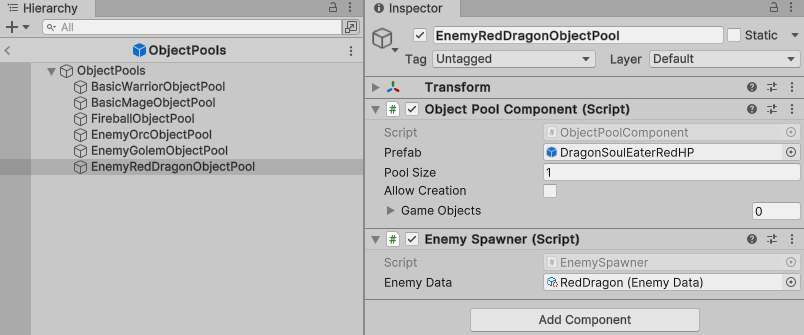 Hierarchy
All
ObjectPools
ObjectPools
BasicWarriorObjectPool
BasicMageObjectPool
FireballObjectPool
EnemyOrcObjectPool
EnemyGolemObjectPool
EnemyRedDragonObjectPool
Inspector
EnemyRedDragonObjectPool Static
Tag Untagged Layer Default
Transform
# Object Pool Component (Script)
Script # ObjectPoolComponent
Prefab DragonSoulEaterRedHP
Pool Size 1
Allow Creation
Game Objects 0
# Enemy Spawner (Script)
Script # EnemySpawner
Enemy Data RedDragon (Enemy Data)
Add Component